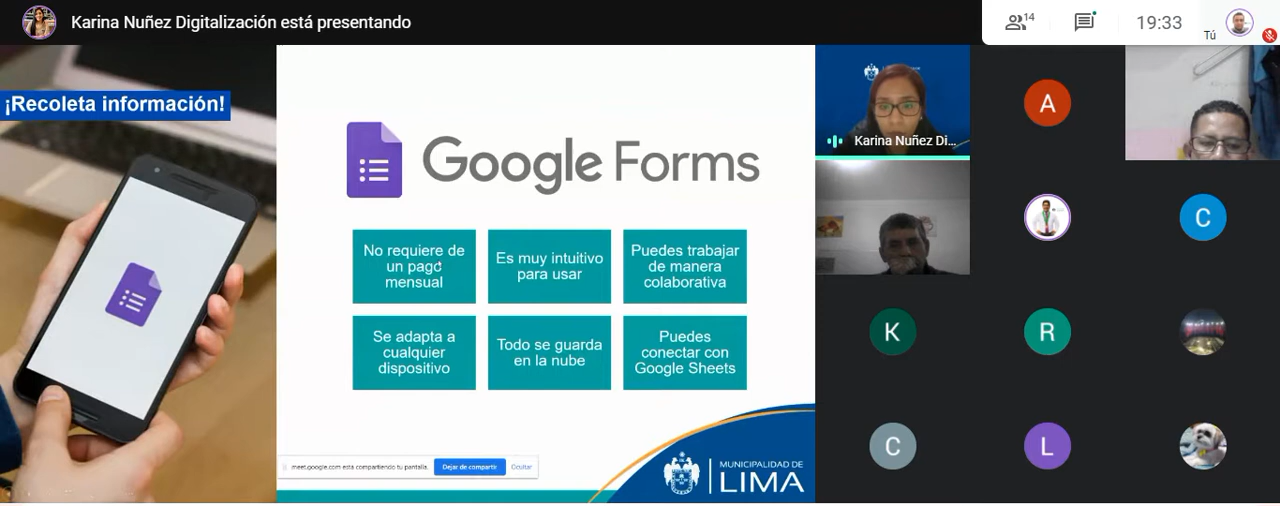 Karina Nuñez Digitalización está presentando
14
19:33
Tú
¡Recoleta información!
Google Forms
No requiere de
un pago
mensual
Es muy intuitivo
para usar
Puedes trabajar
de manera
colaborativa
Se adapta a
cualquier
dispositivo
Todo se guarda
en la nube
Puedes
conectar con
Google Sheets
meet.google.com está compartiendo tu pantalla.
Dejar de compartir
Ocultar
MUNICIPALIDAD DE
LIMA
Karina Nuñez Di...
A
C
K
R
C
L